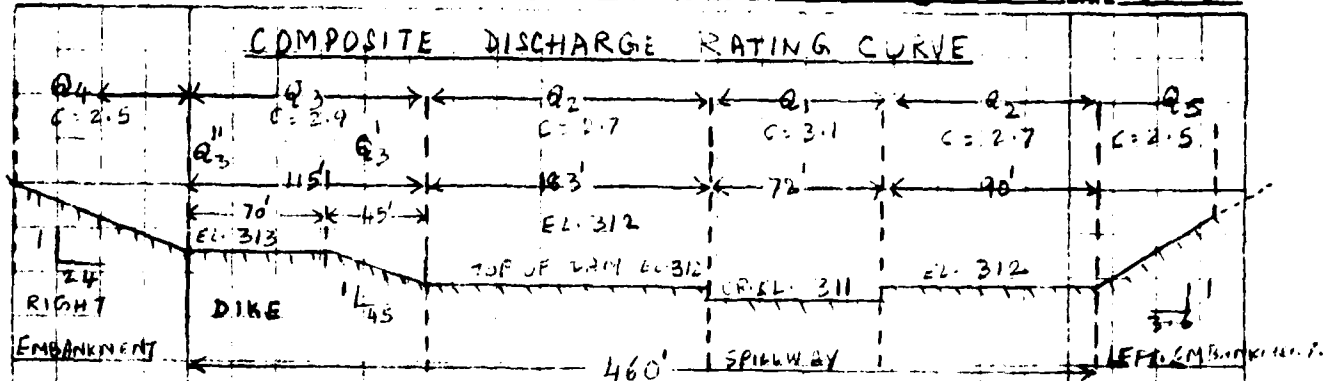 COMPOSITE DISCHARGE RATING CURVE
Q4 Q3 Q2 Q1 Q2 Q5
C=2.5 C=2.9 C=2.7 C=3.1 C=2.7 C=2.5
Q3" Q3'
115' 183' 72' 90'
70' 45' EL. 312
EL. 313
TOP OF DAM EL. 312 CR. EL. 311 EL. 312
1 24 1 45 1
RIGHT DIKE
EMBANKMENT SPILLWAY LEFT EMBANKMENT
460'